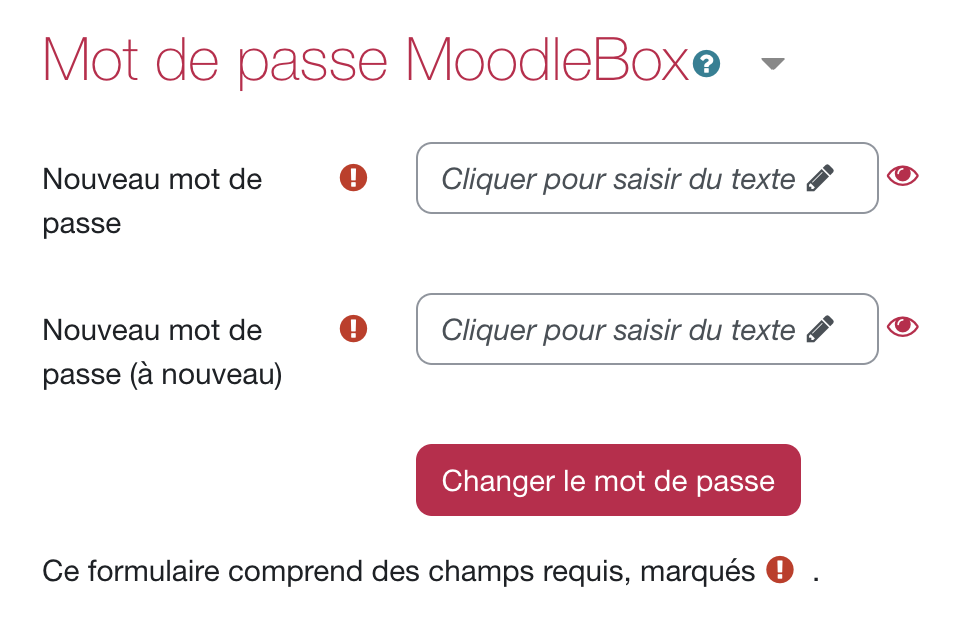 Mot de passe MoodleBox
Nouveau mot de
passe
Cliquer pour saisir du texte
Nouveau mot de
passe (à nouveau)
Cliquer pour saisir du texte
Changer le mot de passe
Ce formulaire comprend des champs requis, marqués .